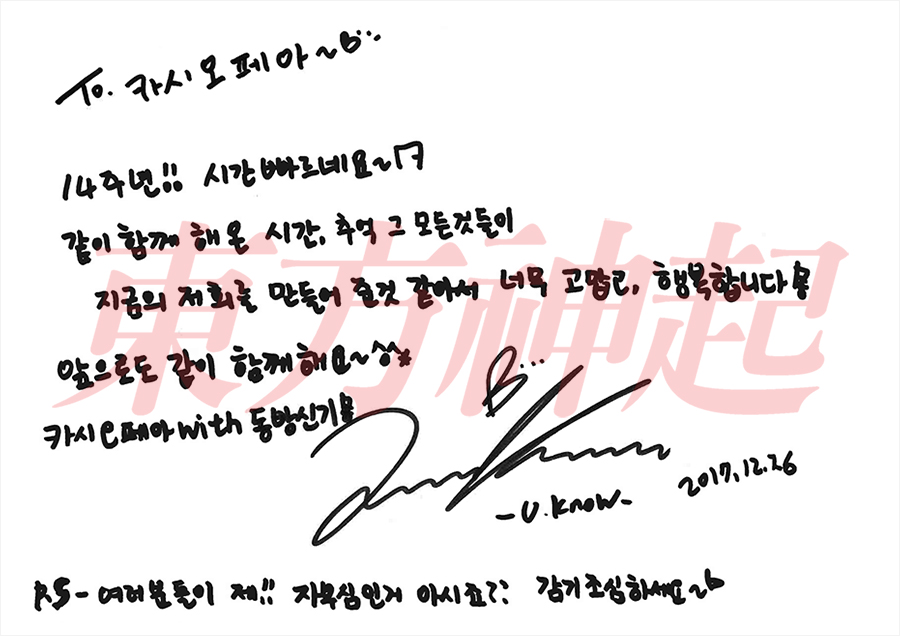 To. 카시오페아~B∵
14주년!! 시간 빠르네요~
같이 함께 해 온 시간, 추억 그 모든것들이
지금의 저희를 만들어 준것 같아서 너무 고맙고, 행복합니다
앞으로도 같이 함께해요~^^*
카시오페아 with 동방신기
東方神起
B∵
-U.Know-
2017.12.26
P.S - 여러분들이 제!! 자부심인거 아시죠?? 감기조심하세요~b